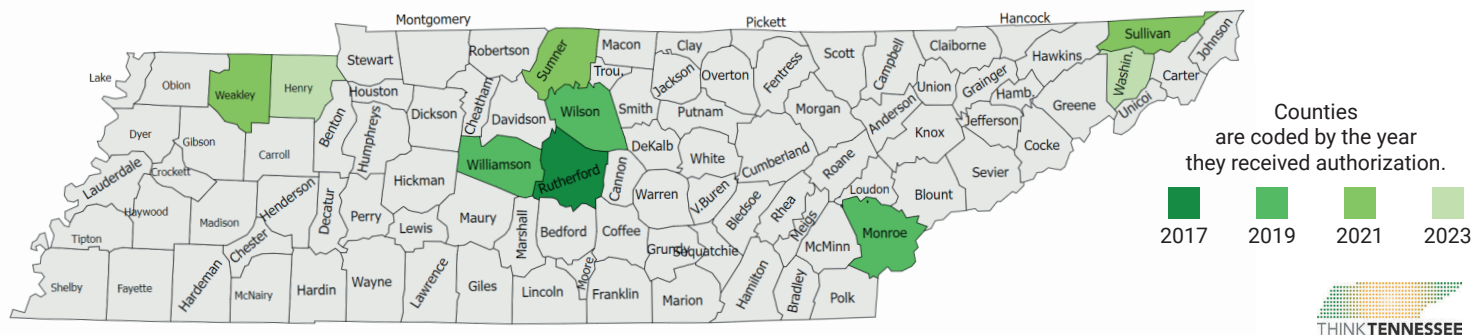 Montgomery
Pickett
Hancock
Lake
Obion
Weakley
Henry
Stewart
Robertson
Sumner
Macon
Trou.
Clay
Jackson
Overton
Fentress
Scott
Campbell
Claiborne
Union
Grainger
Hamb.
Hawkins
Sullivan
Washin.
Johnson
Carter
Unicoi
Greene
Dyer
Gibson
Crockett
Carroll
Benton
Houston
Humphreys
Dickson
Cheatham
Davidson
Wilson
Smith
Putnam
DeKalb
White
Cumberland
Morgan
Anderson
Knox
Jefferson
Cocke
Sevier
Lauderdale
Haywood
Madison
Henderson
Decatur
Perry
Hickman
Williamson
Rutherford
Cannon
Warren
V.Buren
Bledsoe
Rhea
Meigs
Roane
Loudon
Blount
Tipton
Chester
Lewis
Maury
Marshall
Bedford
Coffee
Grundy
Sequatchie
McMinn
Monroe
Shelby
Fayette
Hardeman
McNairy
Hardin
Wayne
Lawrence
Giles
Lincoln
Moore
Franklin
Marion
Hamilton
Bradley
Polk
Counties
are coded by the year
they received authorization.
2017 2019 2021 2023
THINKTENNESSEE